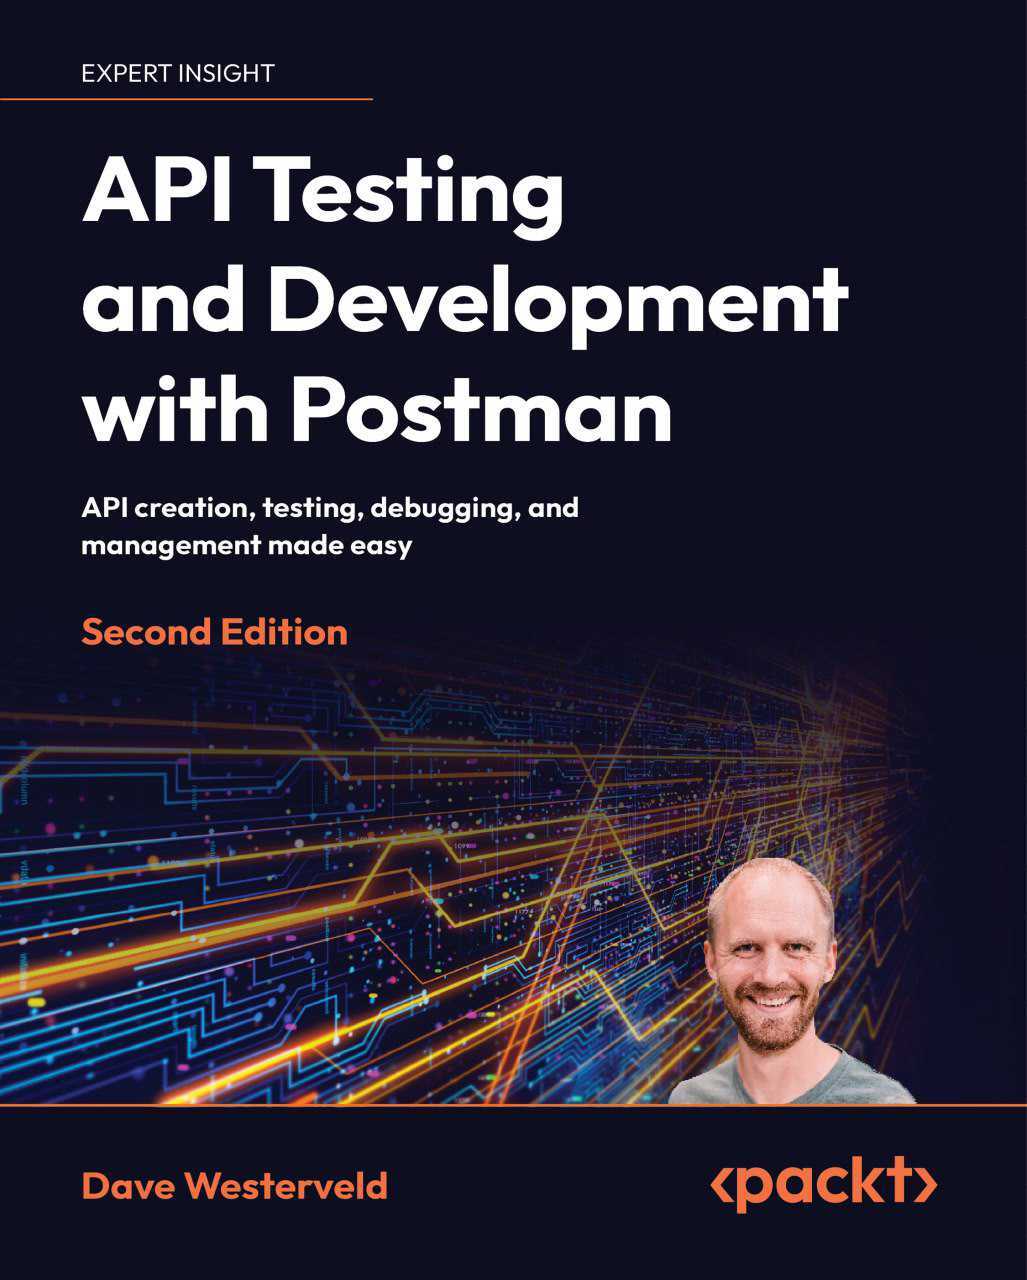 EXPERT INSIGHT
API Testing
and Development
with Postman
API creation, testing, debugging, and
management made easy
Second Edition
Dave Westerveld
<packt>